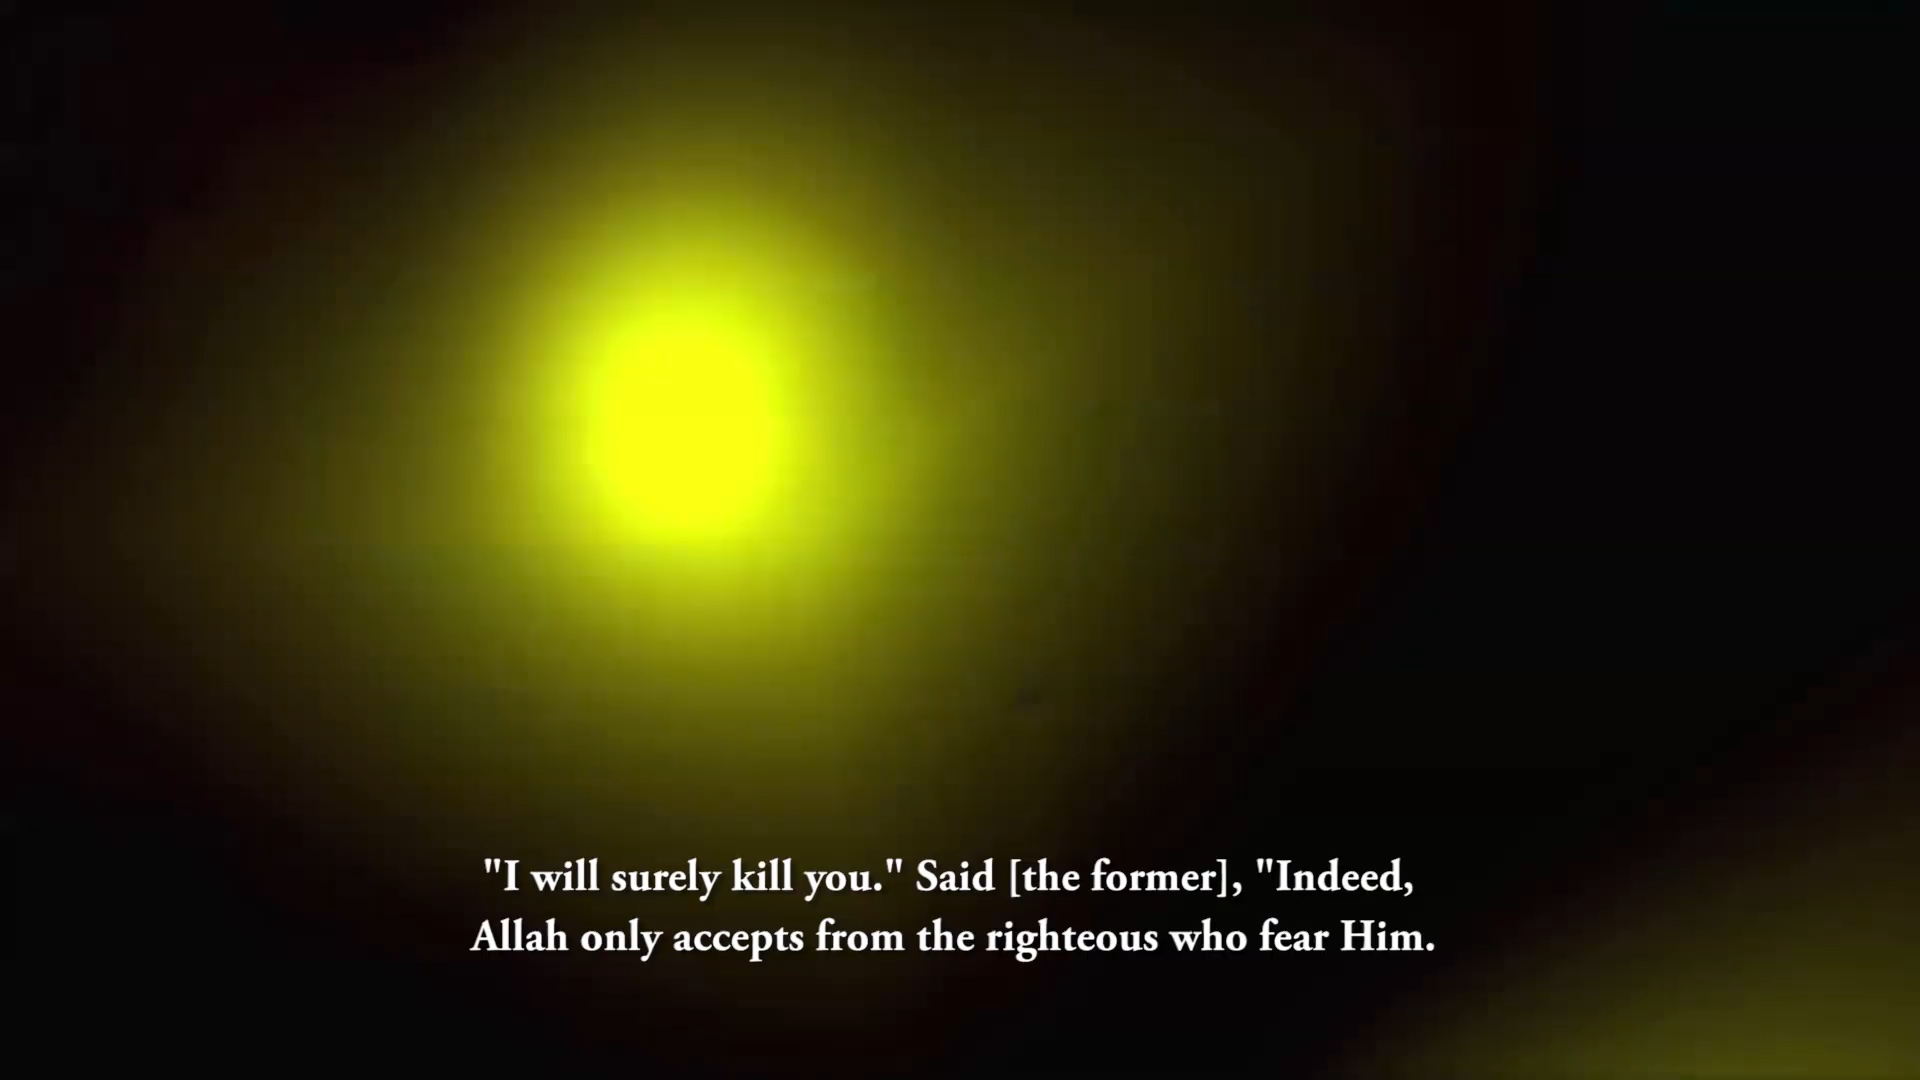 "I will surely kill you." Said [the former], "Indeed,
Allah only accepts from the righteous who fear Him.